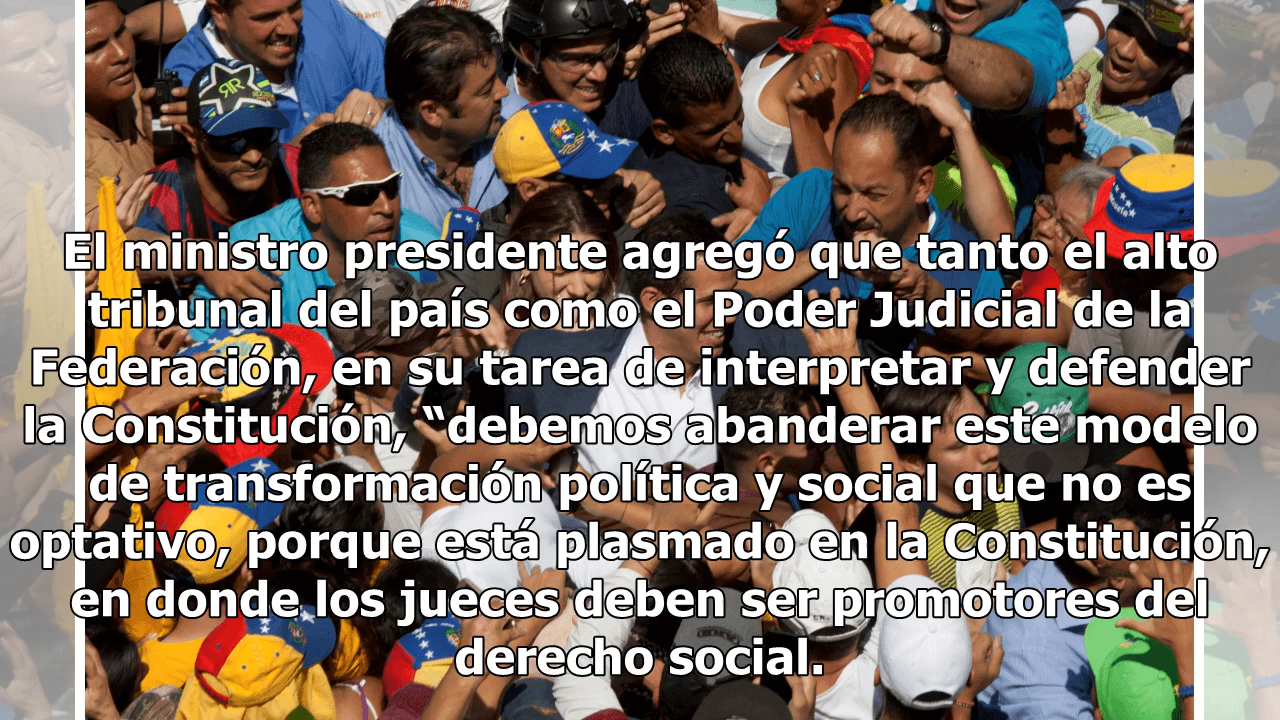 El ministro presidente agregó que tanto el alto
tribunal del país como el Poder Judicial de la
Federación, en su tarea de interpretar y defender
la Constitución, “debemos abanderar este modelo
de transformación política y social que no es
optativo, porque está plasmado en la Constitución,
en donde los jueces deben ser promotores del
derecho social.